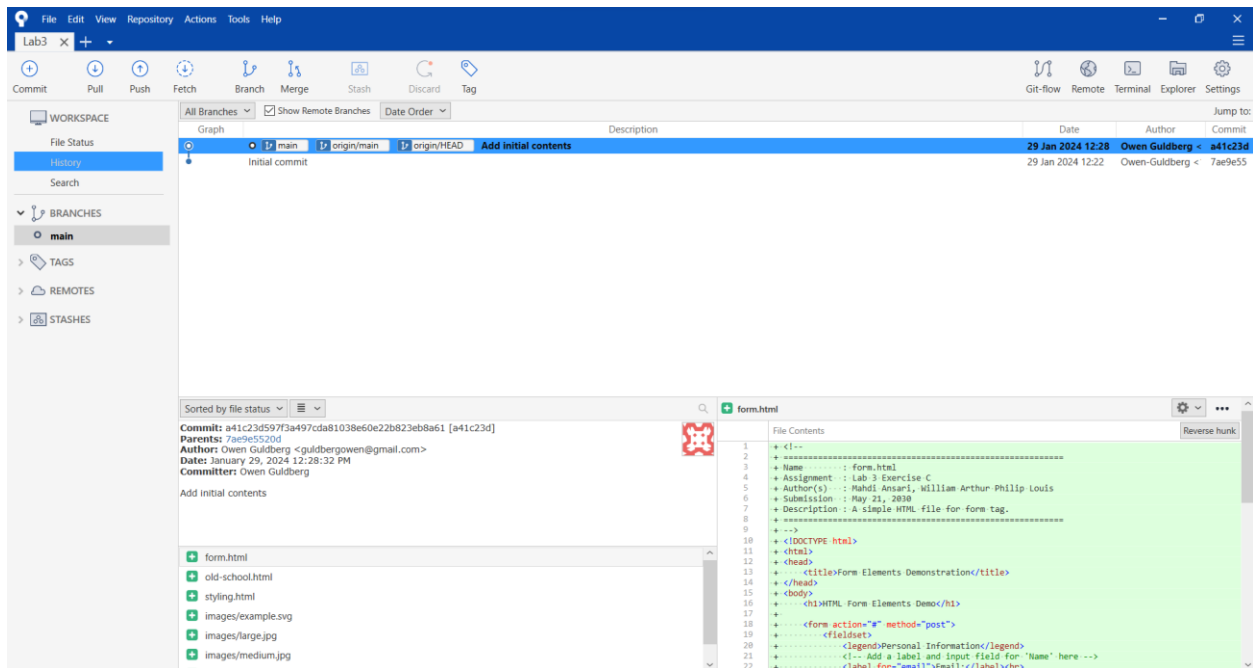 File Edit View Repository Actions Tools Help
Lab3
Commit Pull Push Fetch Branch Merge Stash Discard Tag Git-flow Remote Terminal Explorer Settings
WORKSPACE
File Status
History
Search
BRANCHES
main
TAGS
REMOTES
STASHES
All Branches Show Remote Branches Date Order Jump to:
Graph Description Date Author Commit
main origin/main origin/HEAD Add initial contents 29 Jan 2024 12:28 Owen Guldberg < a41c23d
Initial commit 29 Jan 2024 12:22 Owen-Guldberg < 7ae9e55
Sorted by file status
Commit: a41c23d597f3a497cda81038e60e22b823eb8a61 [a41c23d]
Parents: 7ae9e5520d
Author: Owen Guldberg <guldbergowen@gmail.com>
Date: January 29, 2024 12:28:32 PM
Committer: Owen Guldberg
Add initial contents
form.html
old-school.html
styling.html
images/example.svg
images/large.jpg
images/medium.jpg
form.html
File Contents Reverse hunk
1 + <!--
2 + ============================================================
3 + Name : form.html
4 + Assignment : Lab 3 Exercise C
5 + Author(s) : Mahdi Ansari, William Arthur Philip Louis
6 + Submission : May 21, 2030
7 + Description : A simple HTML file for form tag.
8 + ============================================================
9 + -->
10 + <!DOCTYPE html>
11 + <html>
12 + <head>
13 + <title>Form Elements Demonstration</title>
14 + </head>
15 + <body>
16 + <h1>HTML Form Elements Demo</h1>
17 +
18 + <form action="#" method="post">
19 + <fieldset>
20 + <legend>Personal Information</legend>
21 + <!-- Add a label and input field for 'Name' here -->
22 <label for="email">Email:</label><br>